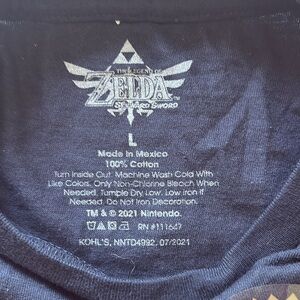 THE LEGEND OF
ZELDA
SKYWARD SWORD
L
Made in Mexico
100% Cotton
Turn Inside Out. Machine Wash Cold With
Like Colors. Only Non-Chlorine Bleach When
Needed. Tumble Dry Low. Low Iron if
Needed. Do Not Iron Decoration.
TM & © 2021 Nintendo.
RN #111647
KOHL'S, NNTD4992, 07/2021